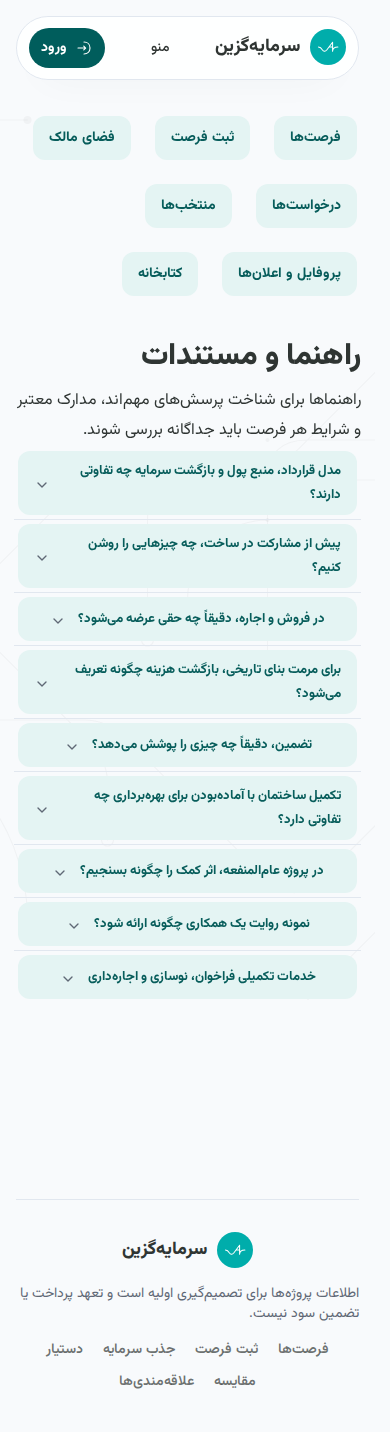 سرمایه‌گزین
منو
ورود
فرصت‌ها
ثبت فرصت
فضای مالک
درخواست‌ها
منتخب‌ها
پروفایل و اعلان‌ها
کتابخانه
راهنما و مستندات
راهنماها برای شناخت پرسش‌های مهم‌اند، مدارک معتبر
و شرایط هر فرصت باید جداگانه بررسی شوند.
مدل قرارداد، منبع پول و بازگشت سرمایه چه تفاوتی
دارند؟
پیش از مشارکت در ساخت، چه چیزهایی را روشن
کنیم؟
در فروش و اجاره، دقیقاً چه حقی عرضه می‌شود؟
برای مرمت بنای تاریخی، بازگشت هزینه چگونه تعریف
می‌شود؟
تضمین، دقیقاً چه چیزی را پوشش می‌دهد؟
تکمیل ساختمان با آماده‌بودن برای بهره‌برداری چه
تفاوتی دارد؟
در پروژه عام‌المنفعه، اثر کمک را چگونه بسنجیم؟
نمونه روایت یک همکاری چگونه ارائه شود؟
خدمات تکمیلی فراخوان، نوسازی و اجاره‌داری
سرمایه‌گزین
اطلاعات پروژه‌ها برای تصمیم‌گیری اولیه است و تعهد پرداخت یا
تضمین سود نیست.
فرصت‌ها
ثبت فرصت
جذب سرمایه
دستیار
مقایسه
علاقه‌مندی‌ها